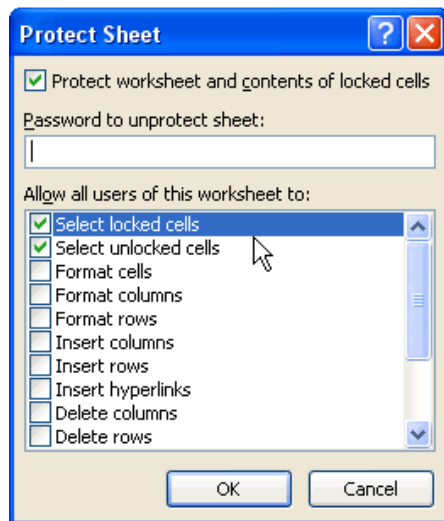 Protect Sheet
Protect worksheet and contents of locked cells
Password to unprotect sheet:
Allow all users of this worksheet to:
Select locked cells
Select unlocked cells
Format cells
Format columns
Format rows
Insert columns
Insert rows
Insert hyperlinks
Delete columns
Delete rows
OK Cancel